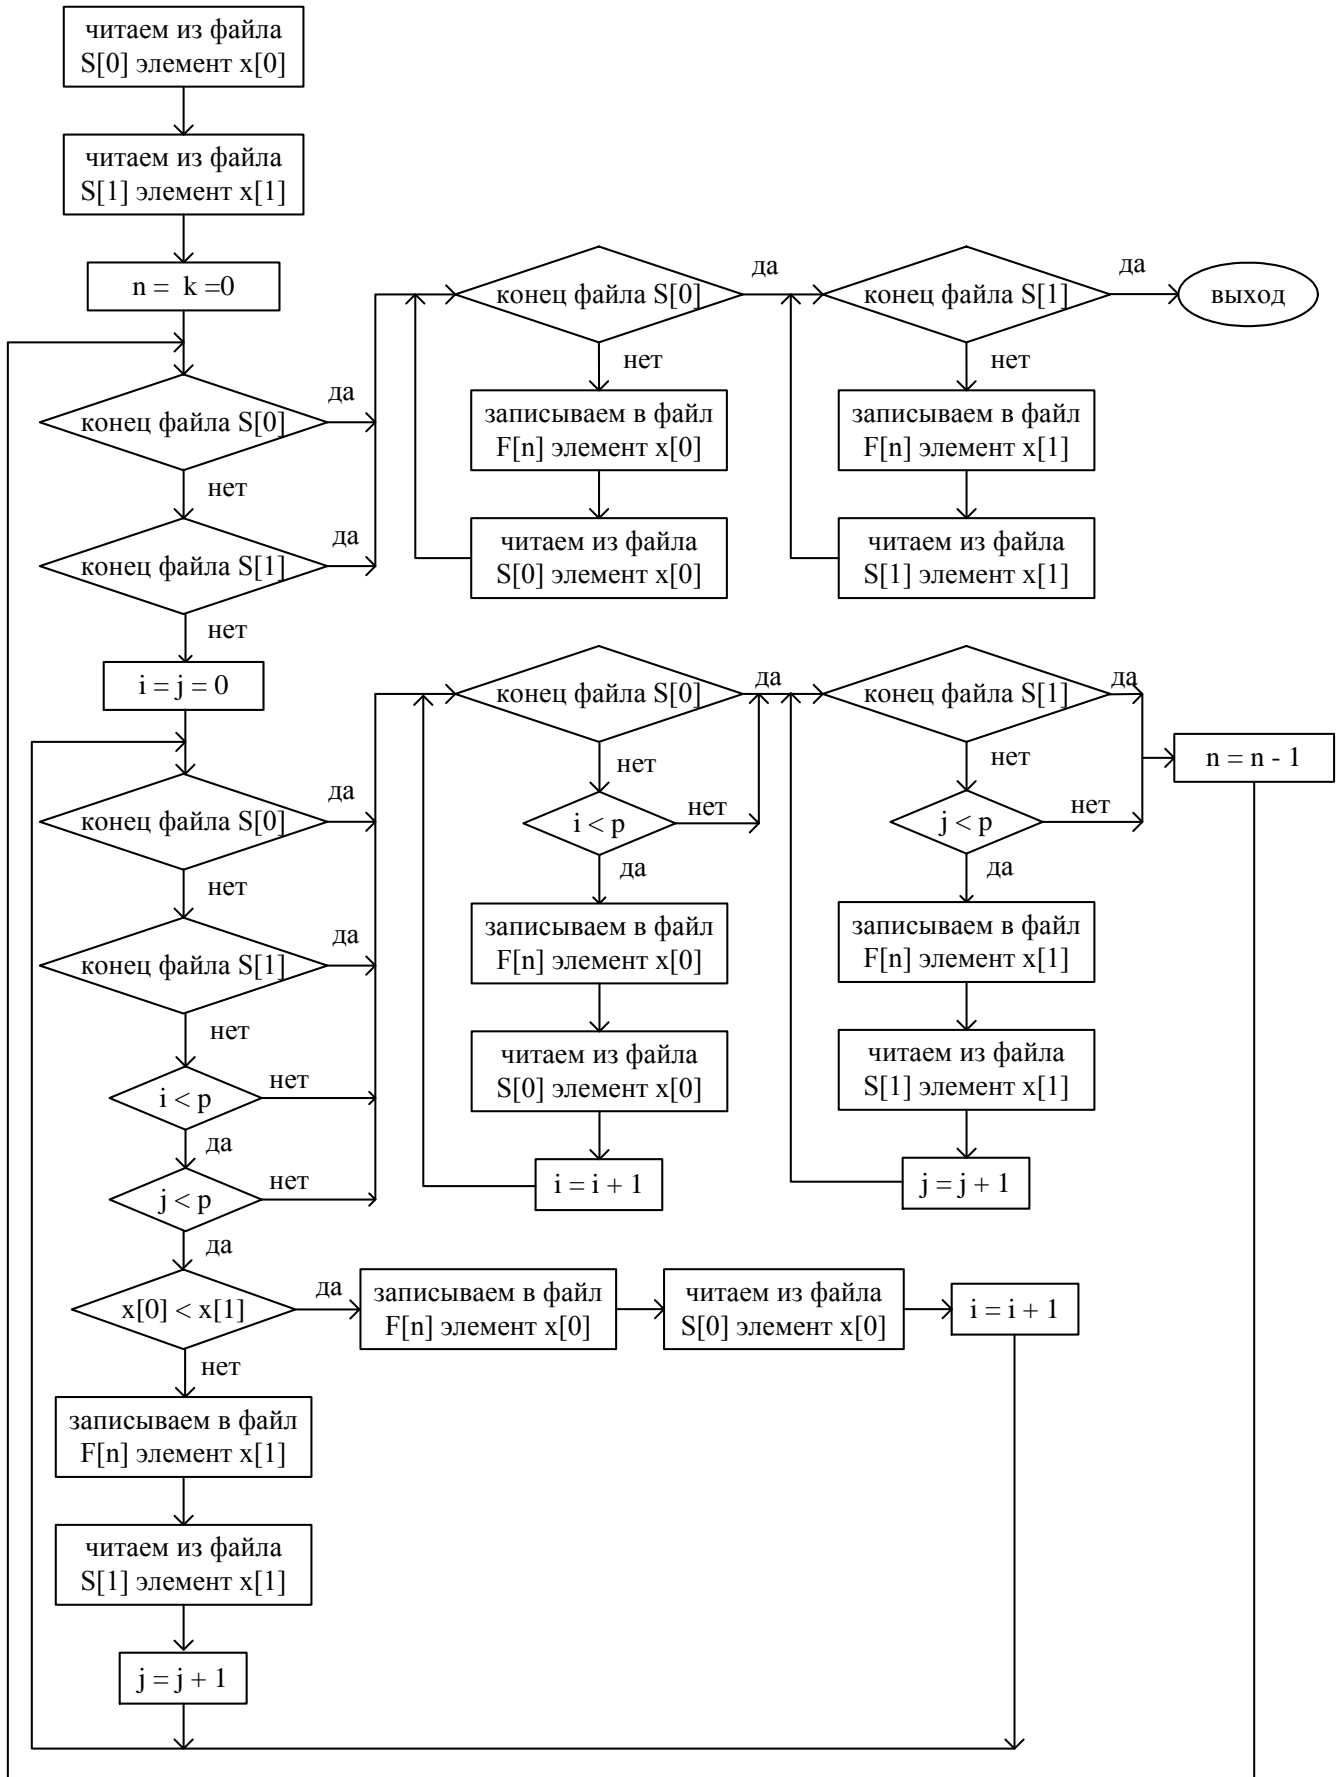 читаем из файла
S[0] элемент x[0]
читаем из файла
S[1] элемент x[1]
n = k =0
конец файла S[0]
да
нет
конец файла S[1]
да
нет
конец файла S[0]
да
нет
записываем в файл
F[n] элемент x[0]
читаем из файла
S[0] элемент x[0]
конец файла S[1]
да
выход
нет
записываем в файл
F[n] элемент x[1]
читаем из файла
S[1] элемент x[1]
i = j = 0
конец файла S[0]
да
нет
конец файла S[1]
да
нет
i < p
нет
да
j < p
нет
да
конец файла S[0]
да
нет
i < p
нет
да
записываем в файл
F[n] элемент x[0]
читаем из файла
S[0] элемент x[0]
i = i + 1
конец файла S[1]
да
нет
j < p
нет
да
записываем в файл
F[n] элемент x[1]
читаем из файла
S[1] элемент x[1]
j = j + 1
n = n - 1
x[0] < x[1]
да
записываем в файл
F[n] элемент x[0]
читаем из файла
S[0] элемент x[0]
i = i + 1
нет
записываем в файл
F[n] элемент x[1]
читаем из файла
S[1] элемент x[1]
j = j + 1